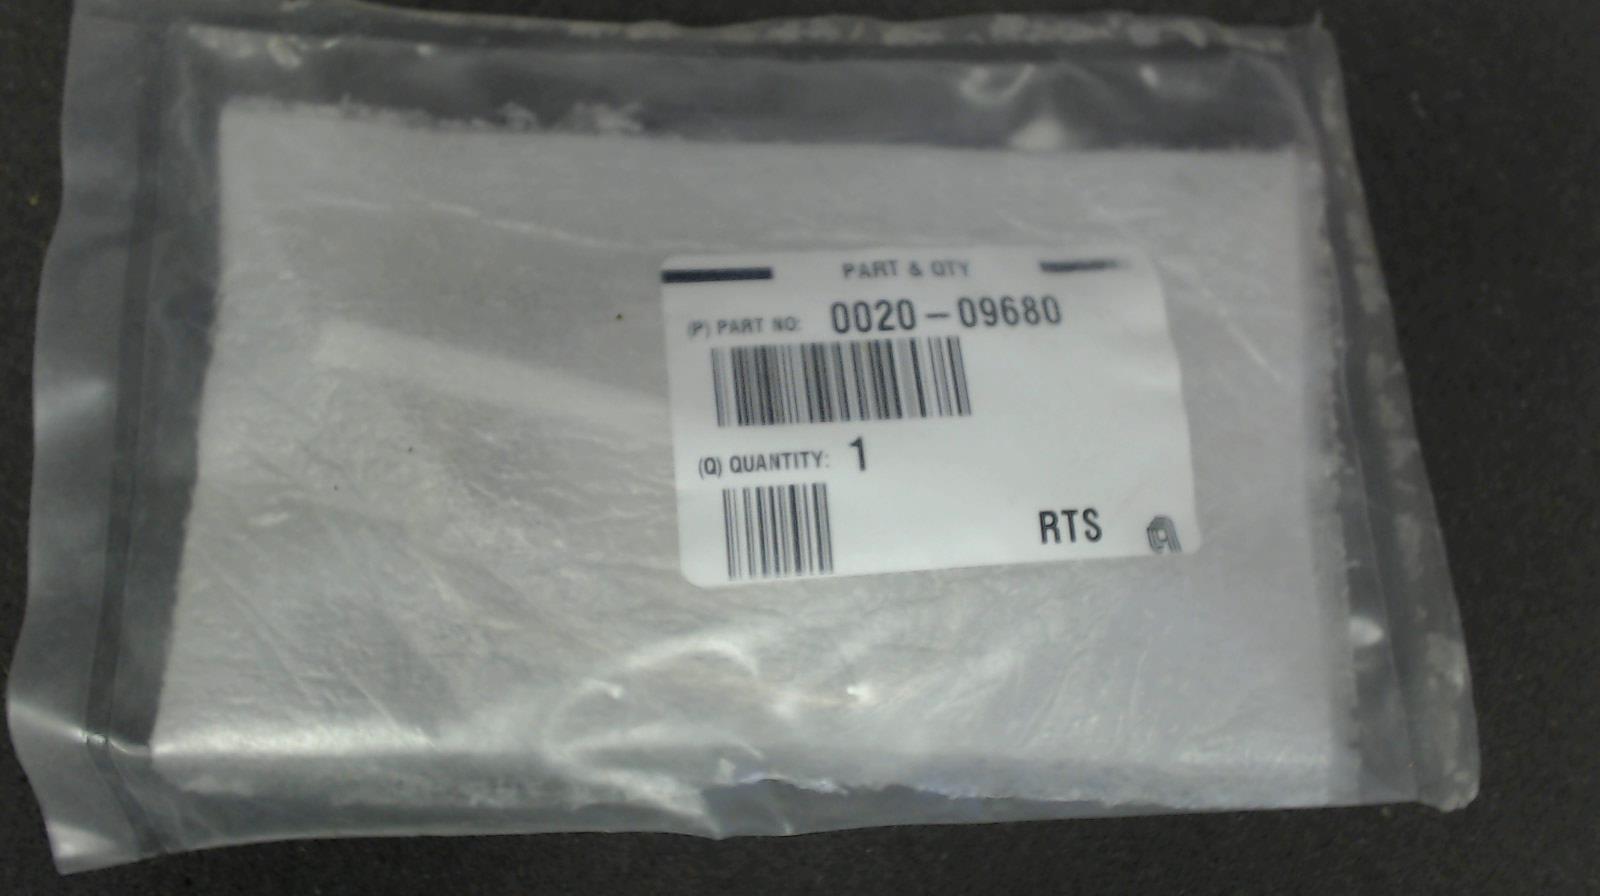 PART & QTY
(P) PART NO: 0020-09680
(Q) QUANTITY: 1
RTS